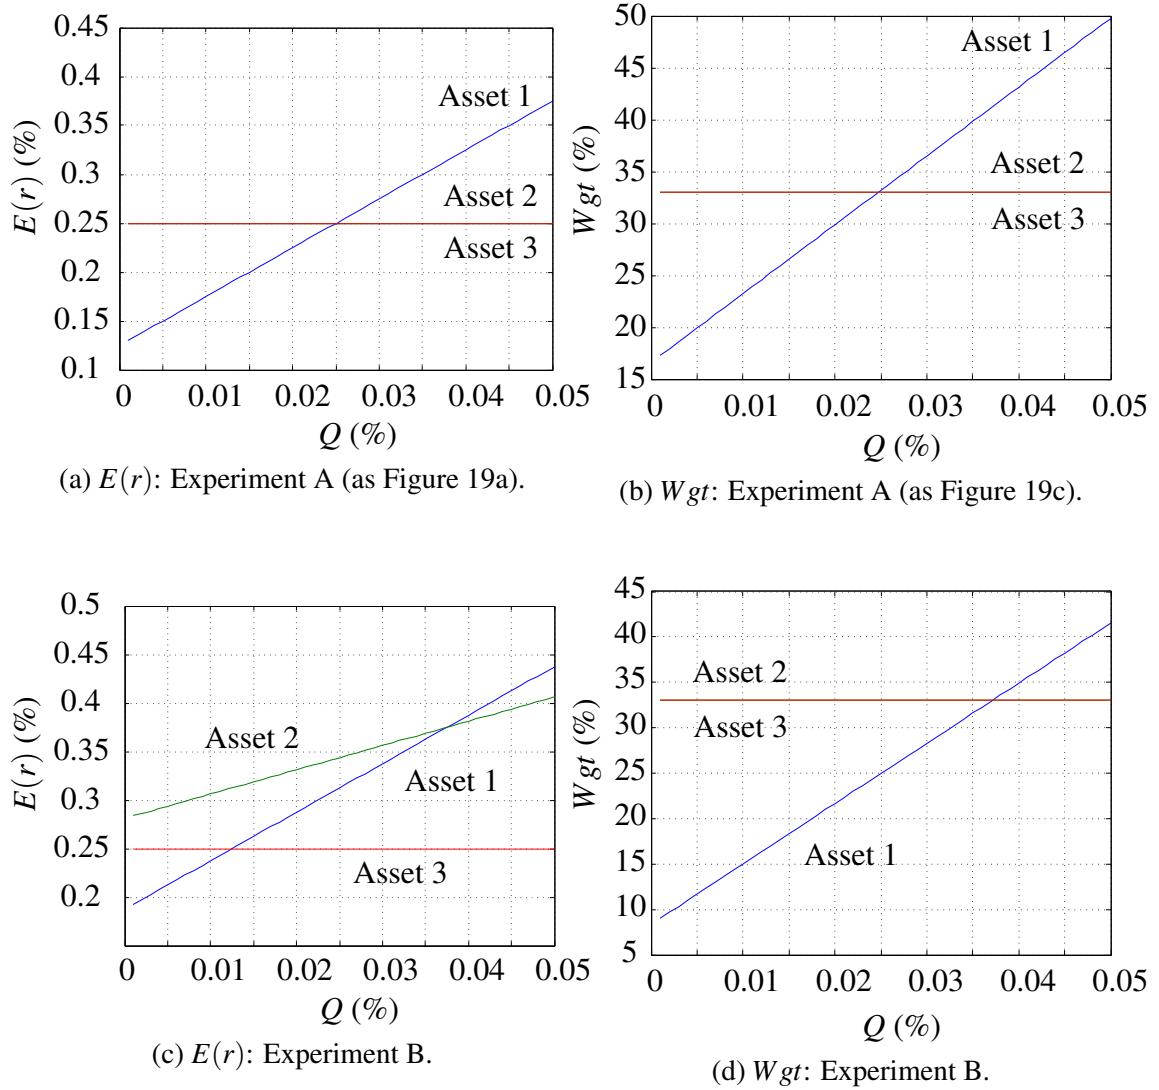 0.45
0.4
0.35
0.3
0.25
0.2
0.15
0.1
E(r) (%)
Asset 1
Asset 2
Asset 3
0 0.01 0.02 0.03 0.04 0.05
Q (%)
(a) E(r): Experiment A (as Figure 19a).
50
45
40
35
30
25
20
15
Wgt (%)
Asset 1
Asset 2
Asset 3
0 0.01 0.02 0.03 0.04 0.05
Q (%)
(b) Wgt: Experiment A (as Figure 19c).
0.5
0.45
0.4
0.35
0.3
0.25
0.2
E(r) (%)
Asset 2
Asset 1
Asset 3
0 0.01 0.02 0.03 0.04 0.05
Q (%)
(c) E(r): Experiment B.
45
40
35
30
25
20
15
10
5
Wgt (%)
Asset 2
Asset 3
Asset 1
0 0.01 0.02 0.03 0.04 0.05
Q (%)
(d) Wgt: Experiment B.